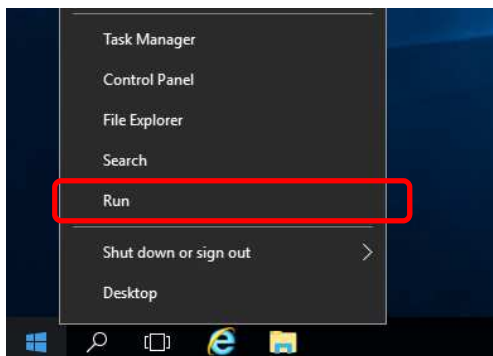 Task Manager
Control Panel
File Explorer
Search
Run
Shut down or sign out
Desktop